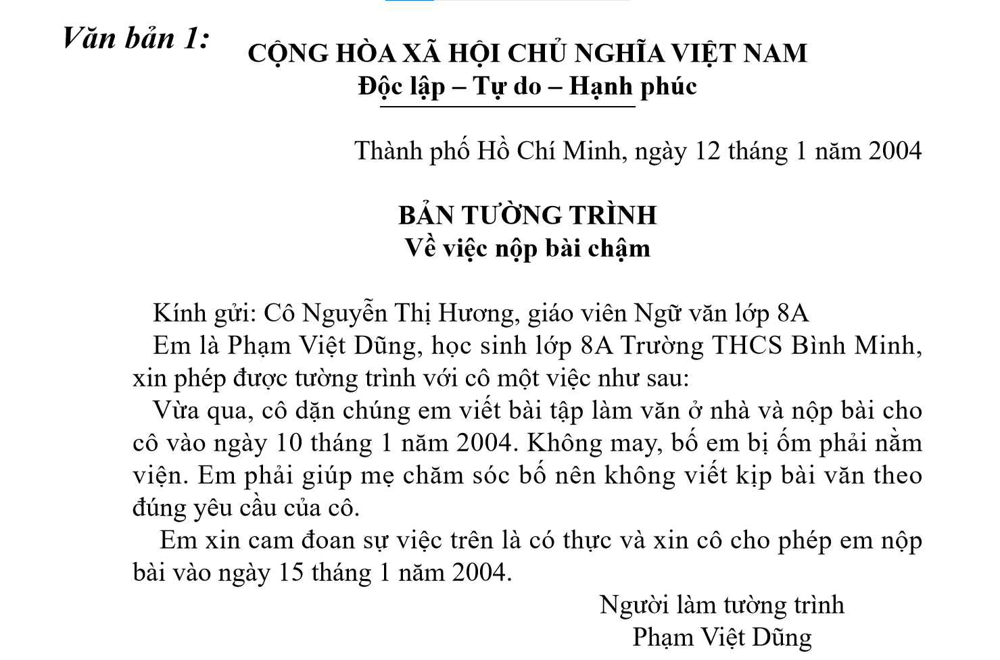 Văn bản 1:
CỘNG HÒA XÃ HỘI CHỦ NGHĨA VIỆT NAM
Độc lập – Tự do – Hạnh phúc
Thành phố Hồ Chí Minh, ngày 12 tháng 1 năm 2004
BẢN TƯỜNG TRÌNH
Về việc nộp bài chậm
Kính gửi: Cô Nguyễn Thị Hương, giáo viên Ngữ văn lớp 8A
Em là Phạm Việt Dũng, học sinh lớp 8A Trường THCS Bình Minh,
xin phép được tường trình với cô một việc như sau:
Vừa qua, cô dặn chúng em viết bài tập làm văn ở nhà và nộp bài cho
cô vào ngày 10 tháng 1 năm 2004. Không may, bố em bị ốm phải nằm
viện. Em phải giúp mẹ chăm sóc bố nên không viết kịp bài văn theo
đúng yêu cầu của cô.
Em xin cam đoan sự việc trên là có thực và xin cô cho phép em nộp
bài vào ngày 15 tháng 1 năm 2004.
Người làm tường trình
Phạm Việt Dũng